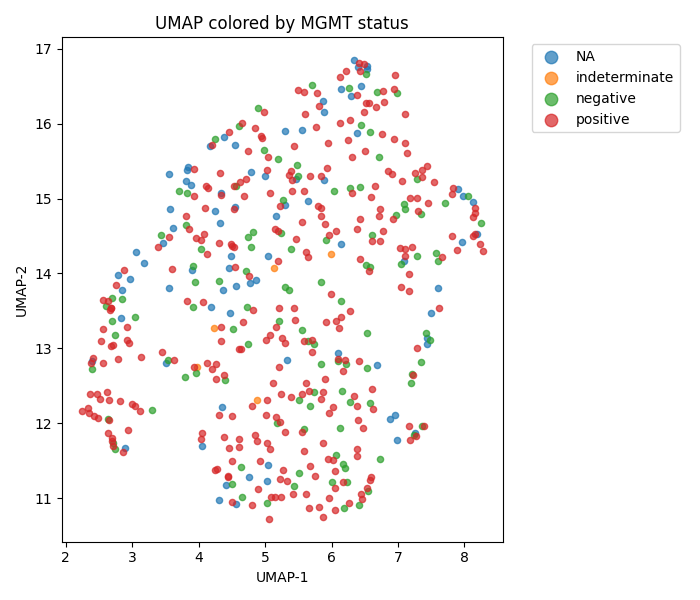 UMAP colored by MGMT status
17
16
15
14
13
12
11
2
3
4
5
6
7
8
UMAP-1
UMAP-2
NA
indeterminate
negative
positive